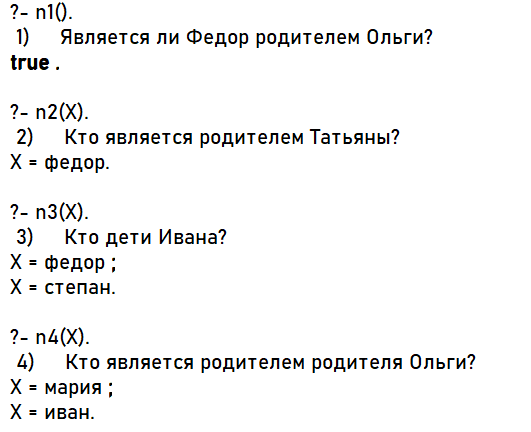 ?- n1().
1) Является ли Федор родителем Ольги?
true .
?- n2(X).
2) Кто является родителем Татьяны?
X = федор.
?- n3(X).
3) Кто дети Ивана?
X = федор ;
X = степан.
?- n4(X).
4) Кто является родителем родителя Ольги?
X = мария ;
X = иван.